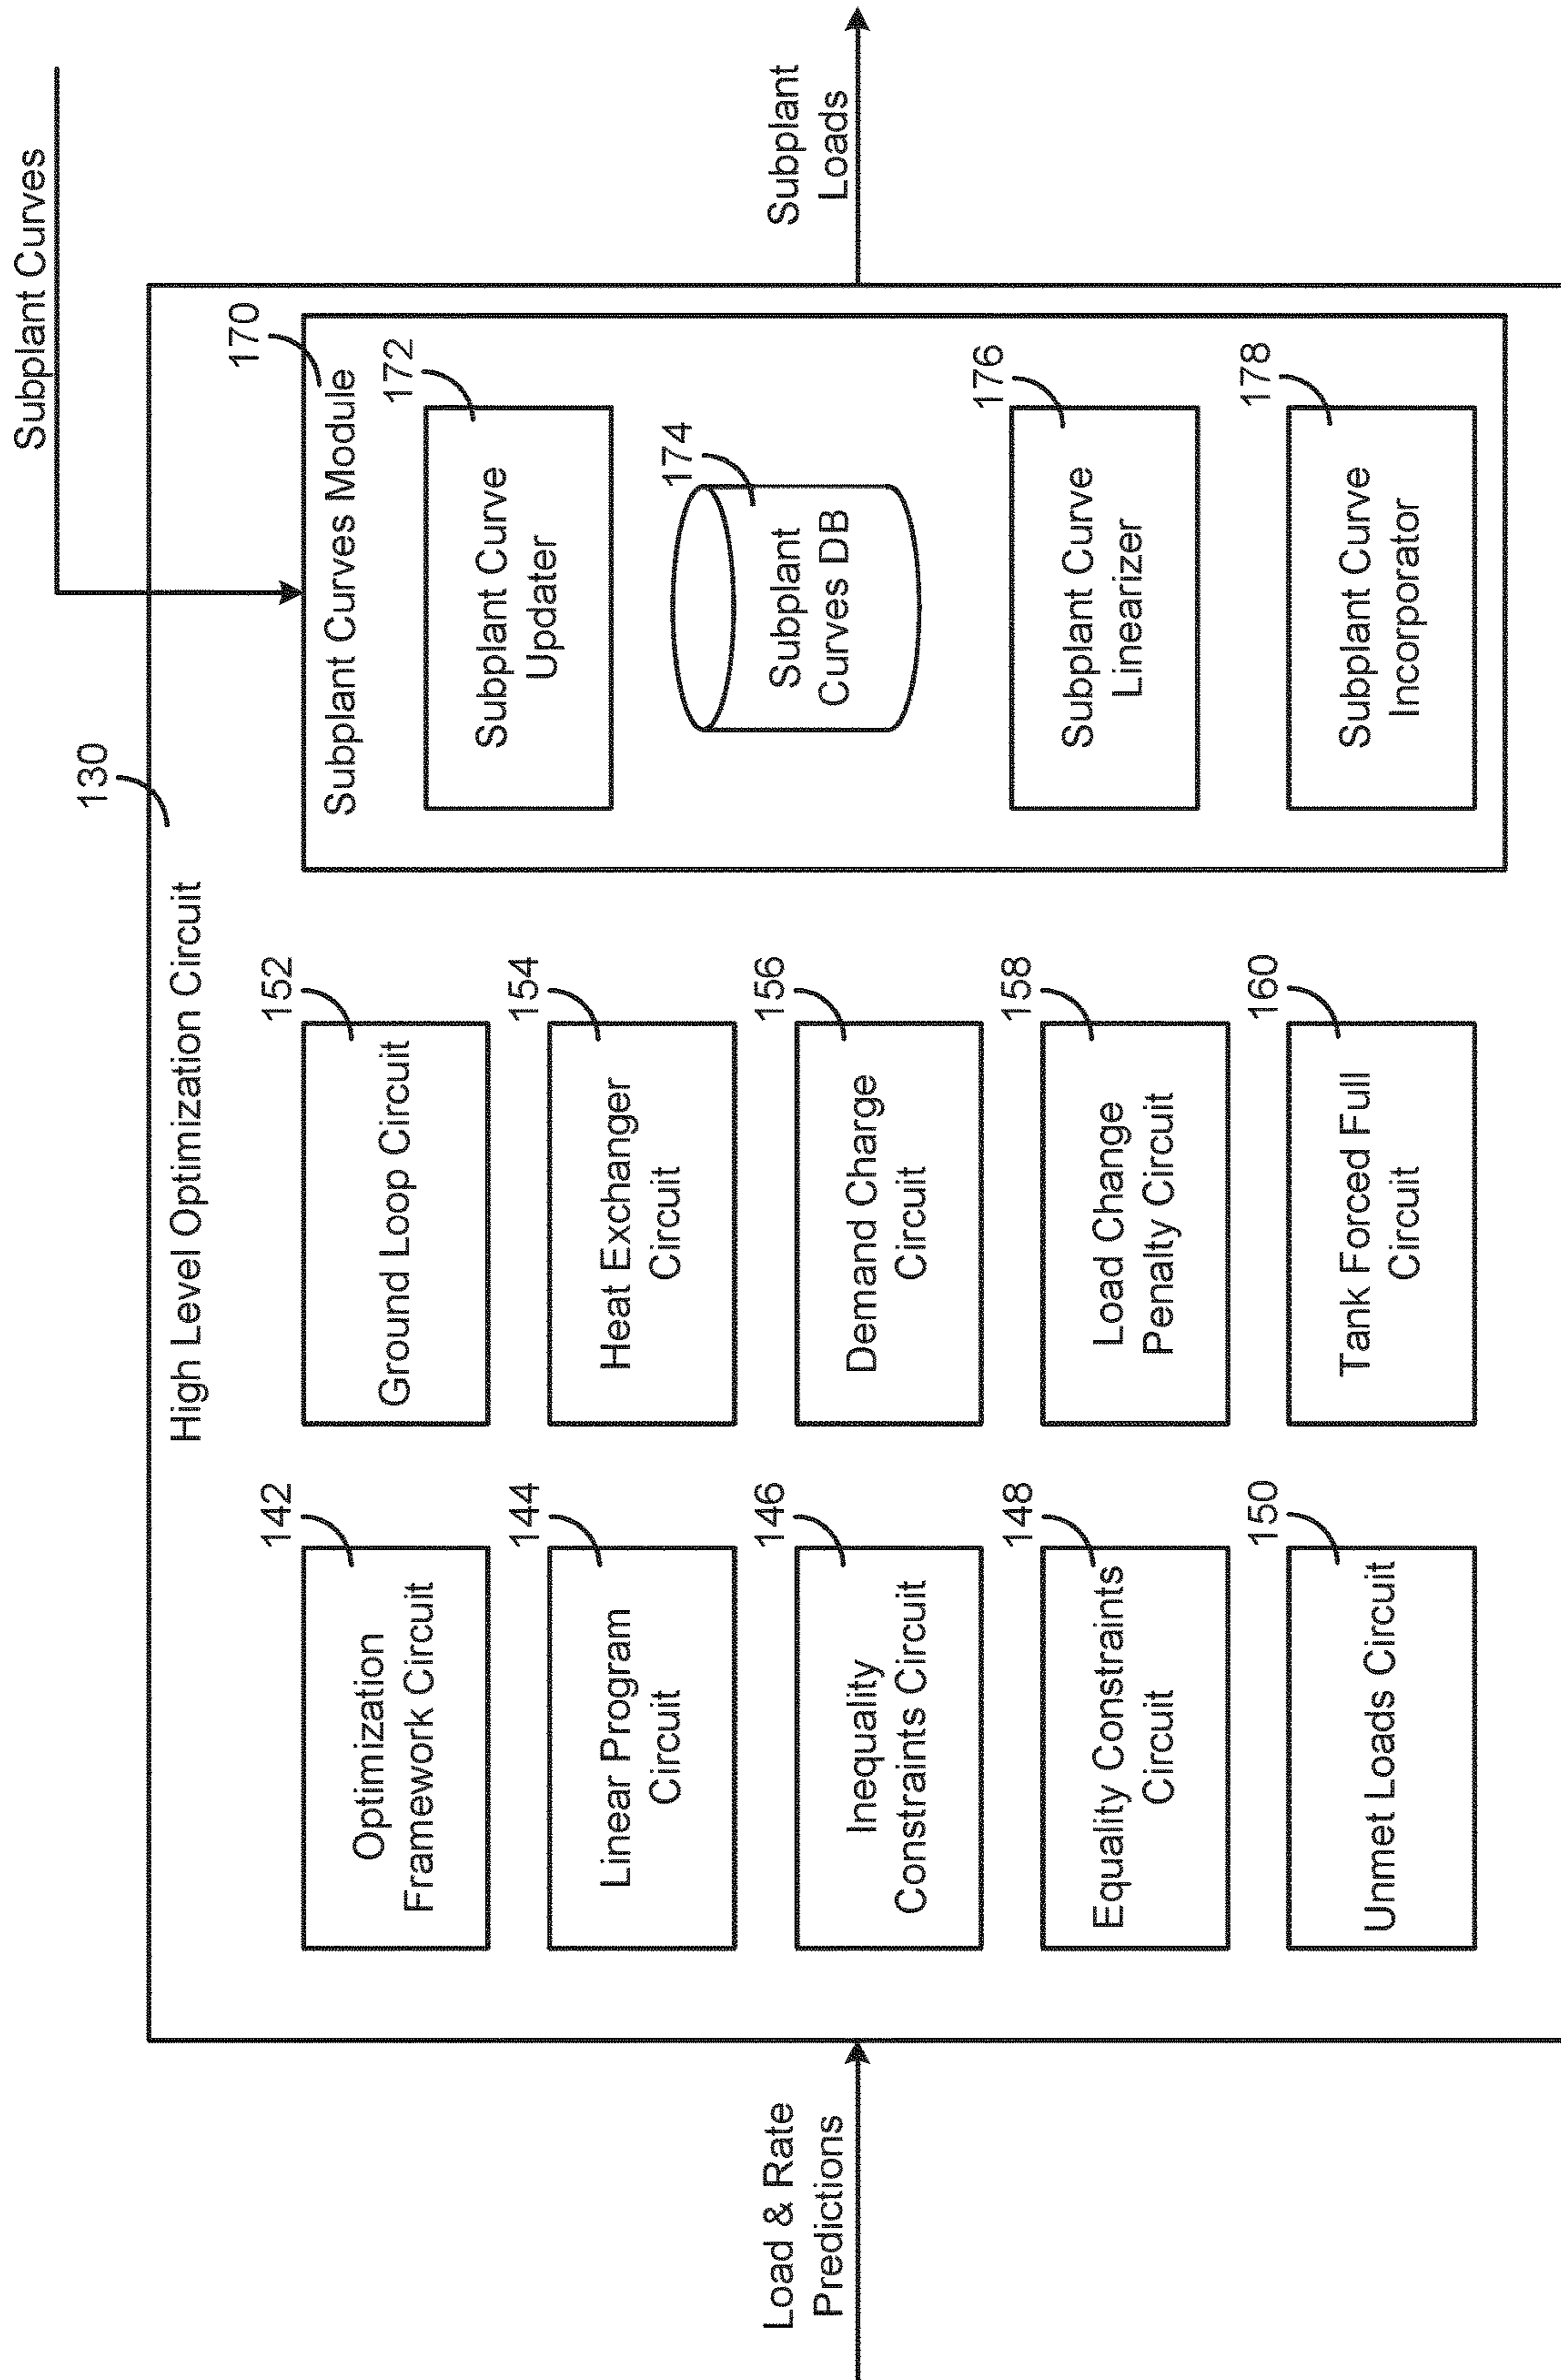 Subplant Curves
130
High Level Optimization Circuit
Load & Rate
Predictions
142
Optimization
Framework Circuit
144
Linear Program
Circuit
146
Inequality
Constraints Circuit
148
Equality Constraints
Circuit
150
Unmet Loads Circuit
152
Ground Loop Circuit
154
Heat Exchanger
Circuit
156
Demand Charge
Circuit
158
Load Change
Penalty Circuit
160
Tank Forced Full
Circuit
170
Subplant Curves Module
172
Subplant Curve
Updater
174
Subplant
Curves DB
176
Subplant Curve
Linearizer
178
Subplant Curve
Incorporator
Subplant
Loads